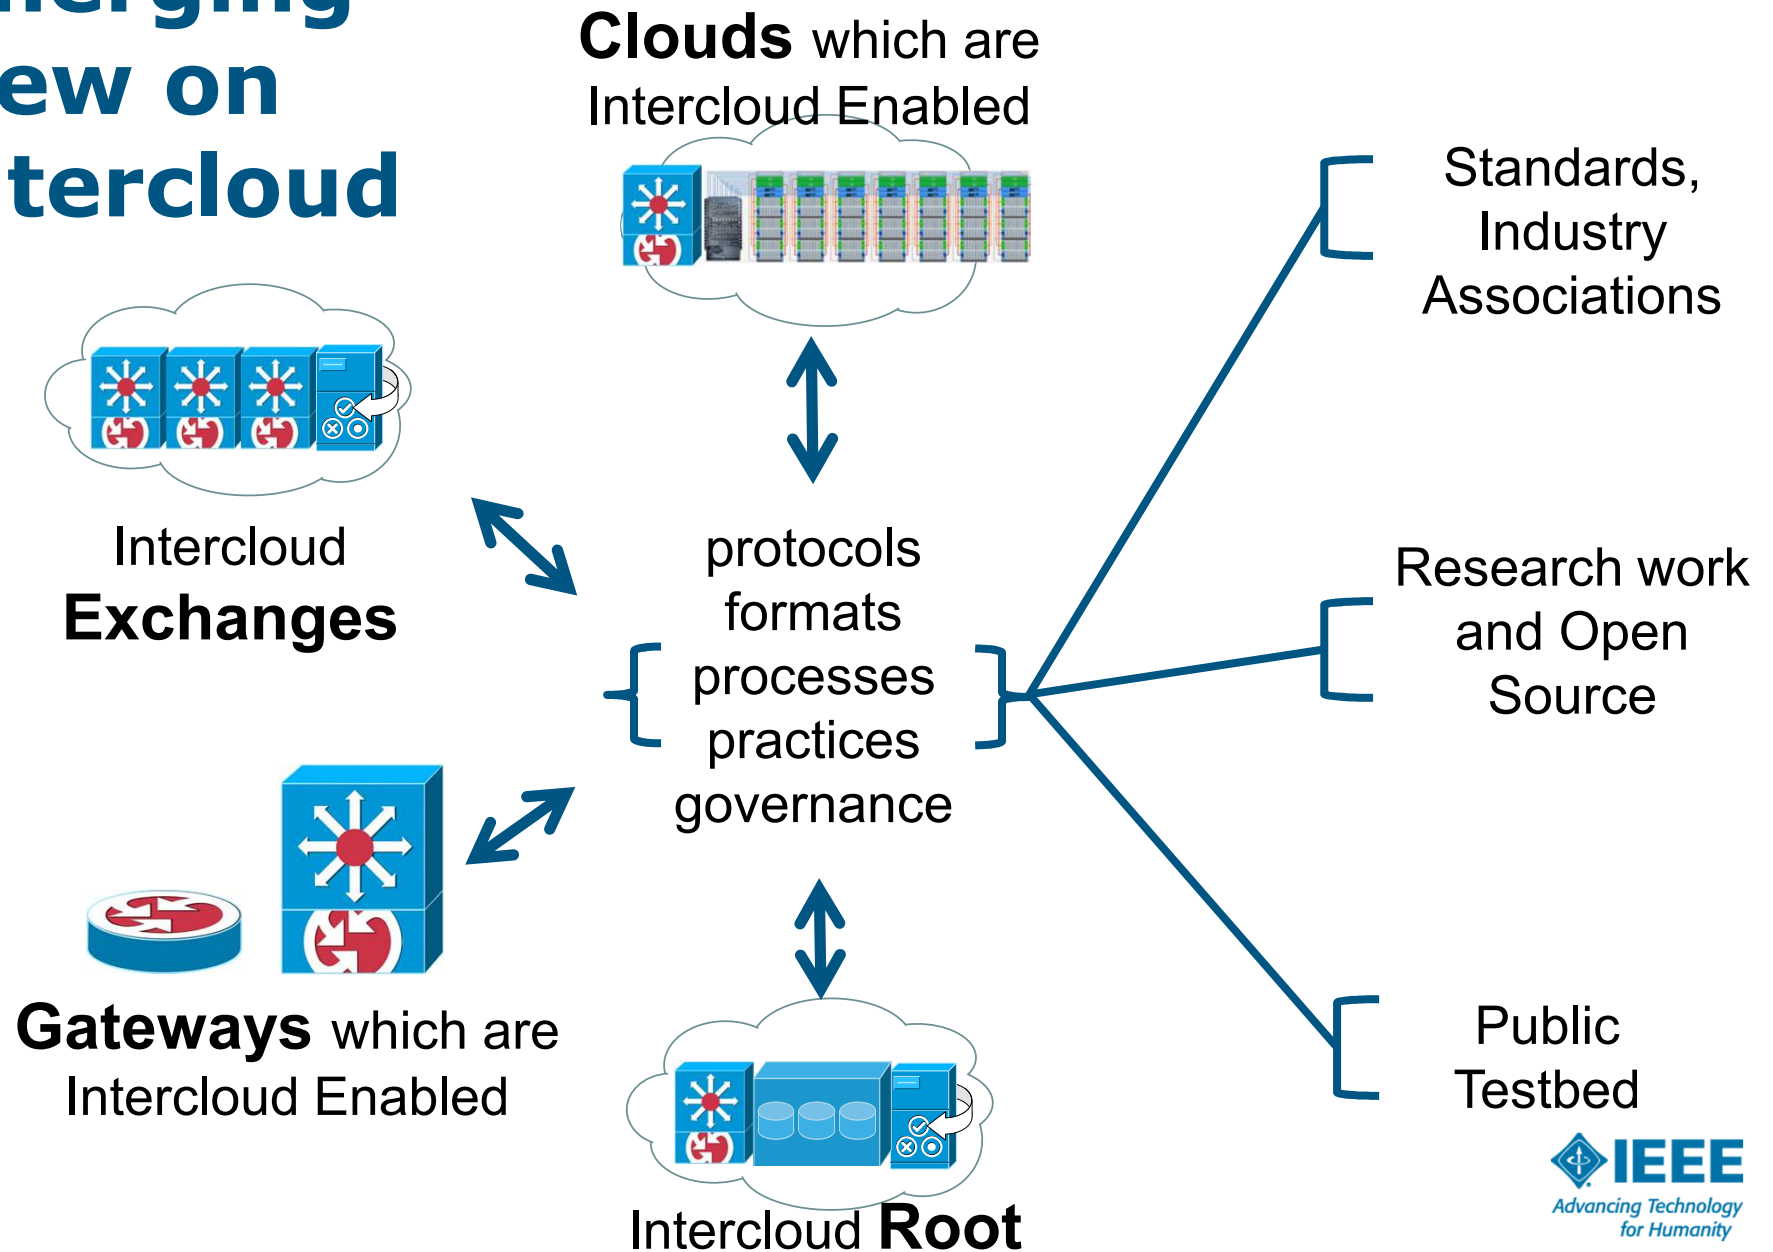 erging
ew on
tercloud
Clouds which are
Intercloud Enabled
Intercloud
Exchanges
Gateways which are
Intercloud Enabled
protocols
formats
processes
practices
governance
Intercloud Root
Standards,
Industry
Associations
Research work
and Open
Source
Public
Testbed
IEEE
Advancing Technology
for Humanity